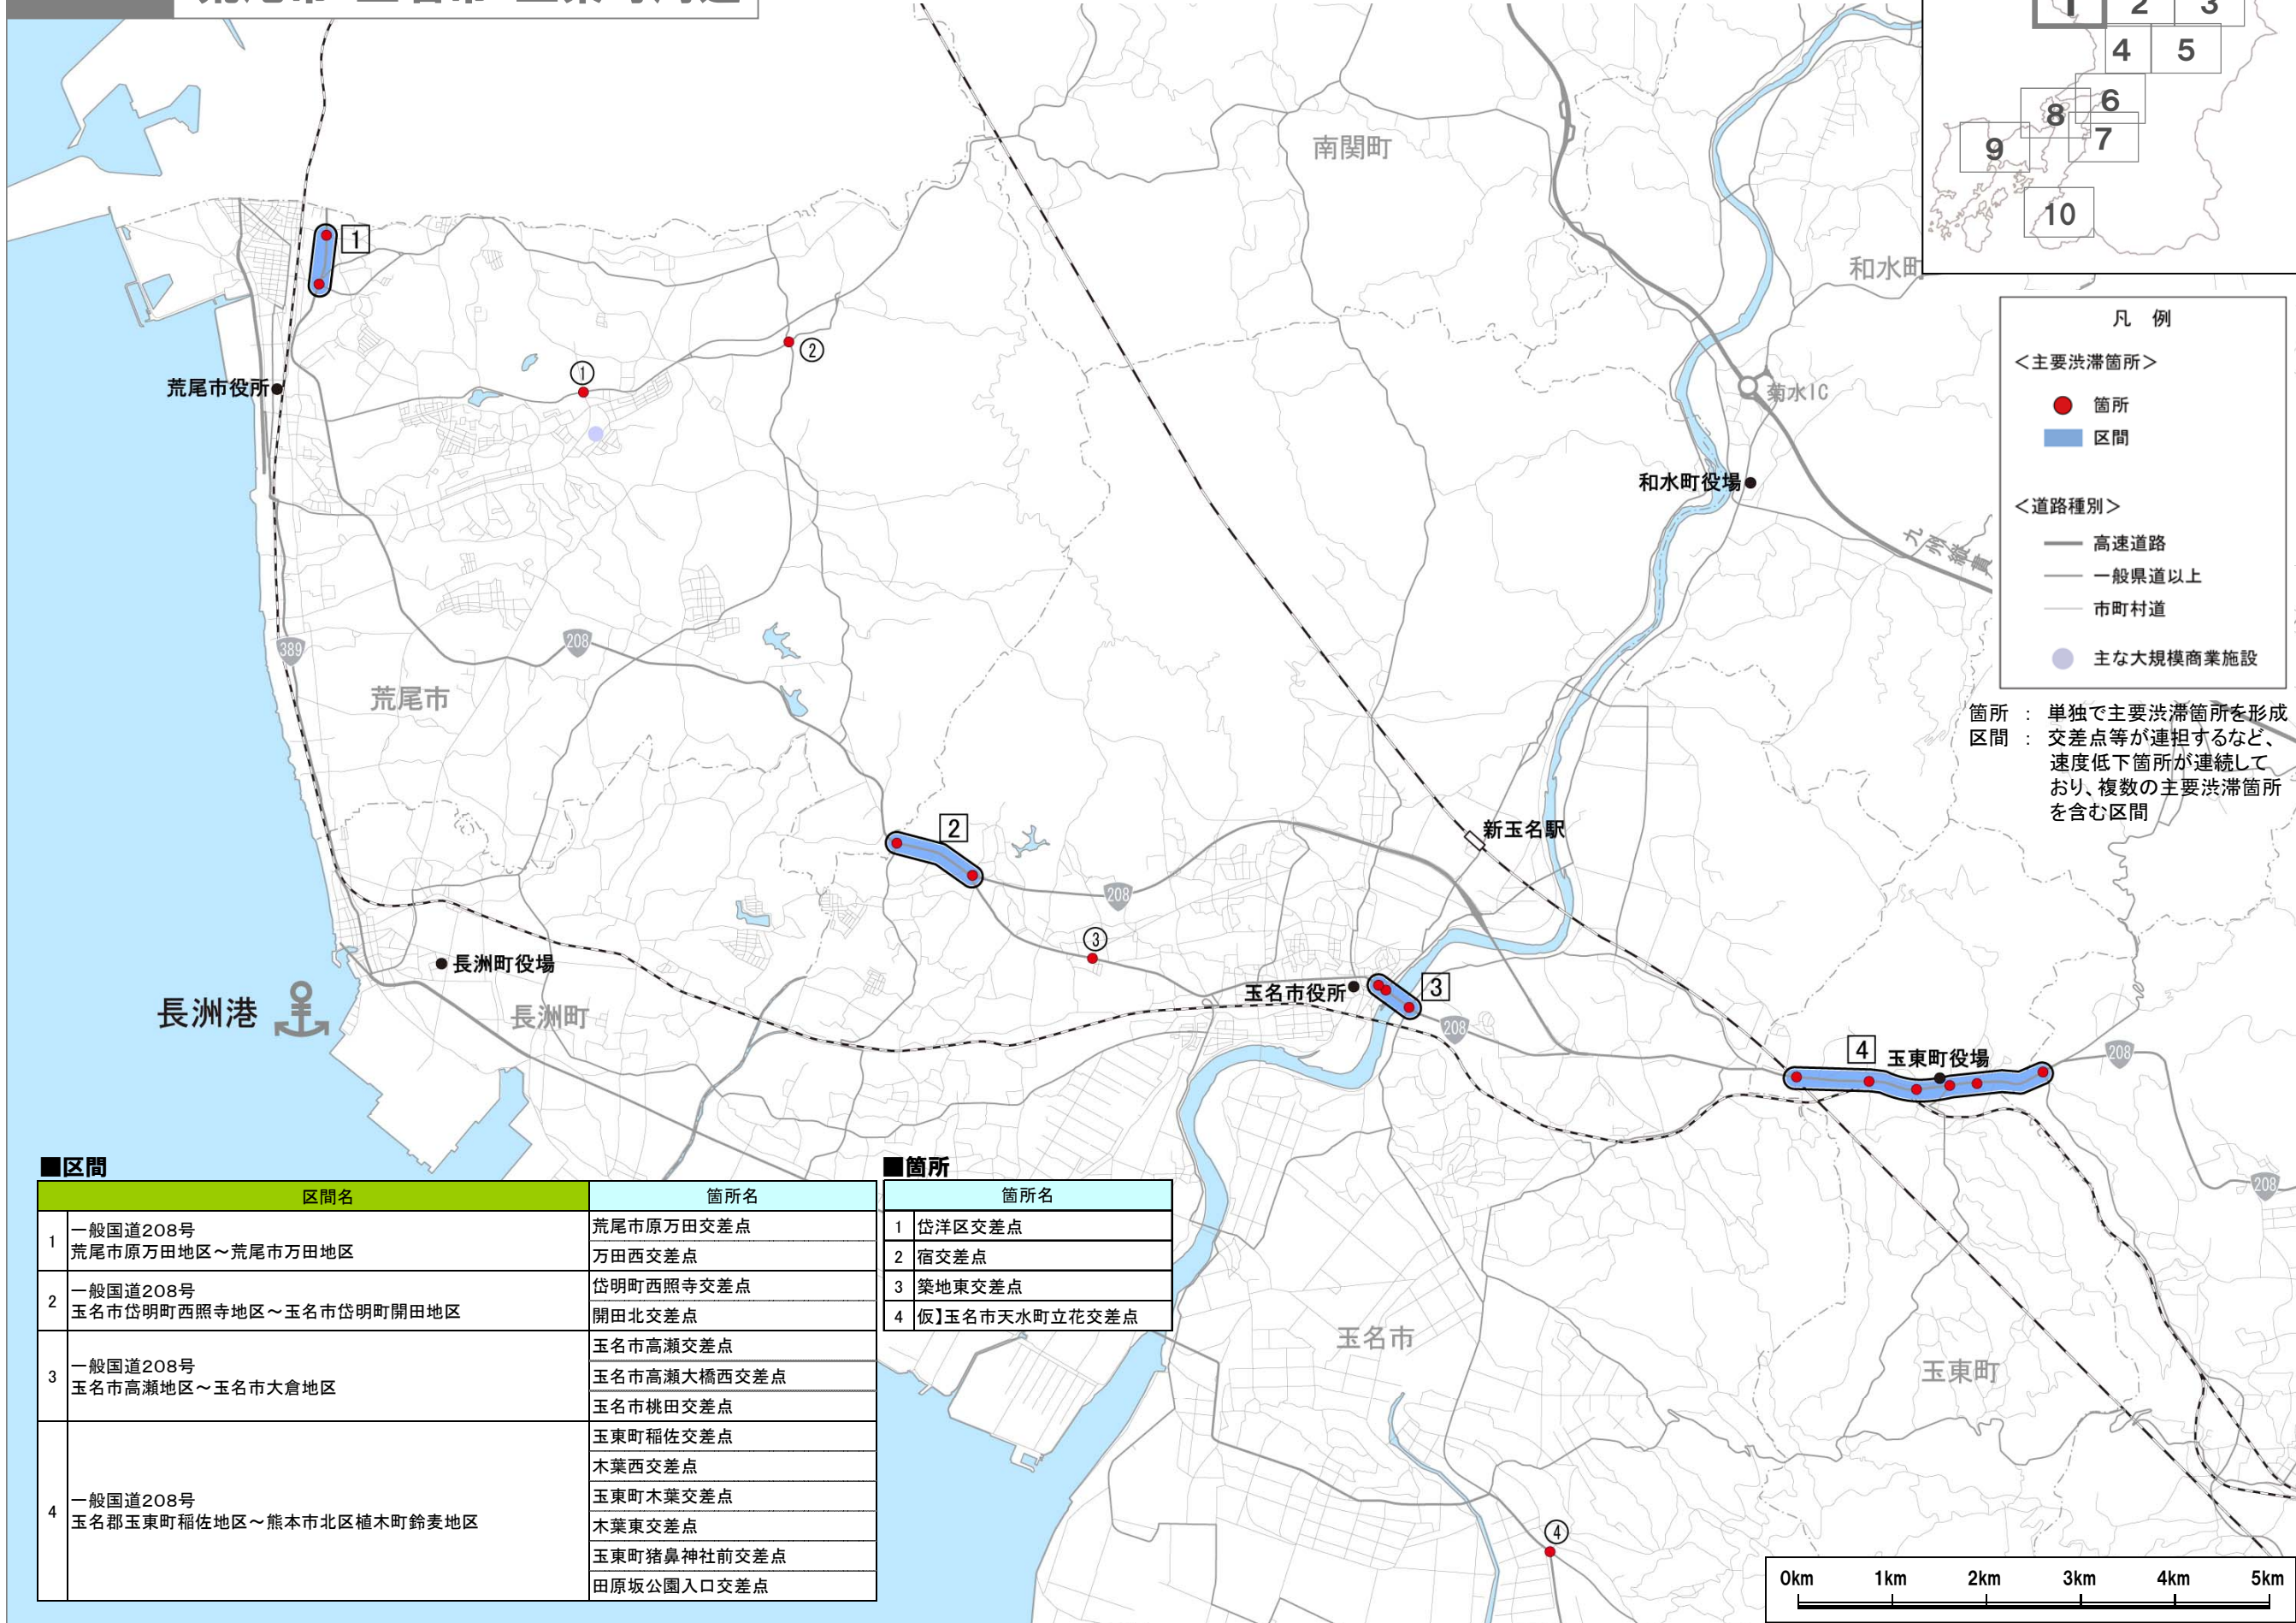 1
2
3
4
5
6
7
8
9
10
南関町
和水町
1
①
②
荒尾市役所
菊水IC
和水町役場
九州縦貫
389
208
荒尾市
凡 例
＜主要渋滞箇所＞
箇所
区間
＜道路種別＞
高速道路
一般県道以上
市町村道
主な大規模商業施設
箇所 ： 単独で主要渋滞箇所を形成
区間 ： 交差点等が連担するなど、
速度低下箇所が連続して
おり、複数の主要渋滞箇所
を含む区間
2
新玉名駅
208
③
長洲町役場
長洲港
長洲町
玉名市役所
3
208
4
玉東町役場
208
208
玉名市
玉東町
④
■区間
区間名 箇所名
1 一般国道208号
荒尾市原万田地区～荒尾市万田地区
荒尾市原万田交差点
万田西交差点
2 一般国道208号
玉名市岱明町西照寺地区～玉名市岱明町開田地区
岱明町西照寺交差点
開田北交差点
3 一般国道208号
玉名市高瀬地区～玉名市大倉地区
玉名市高瀬交差点
玉名市高瀬大橋西交差点
玉名市桃田交差点
4 一般国道208号
玉名郡玉東町稲佐地区～熊本市北区植木町鈴麦地区
玉東町稲佐交差点
木葉西交差点
玉東町木葉交差点
木葉東交差点
玉東町猪鼻神社前交差点
田原坂公園入口交差点
■箇所
箇所名
1 岱洋区交差点
2 宿交差点
3 築地東交差点
4 仮】玉名市天水町立花交差点
0km 1km 2km 3km 4km 5km